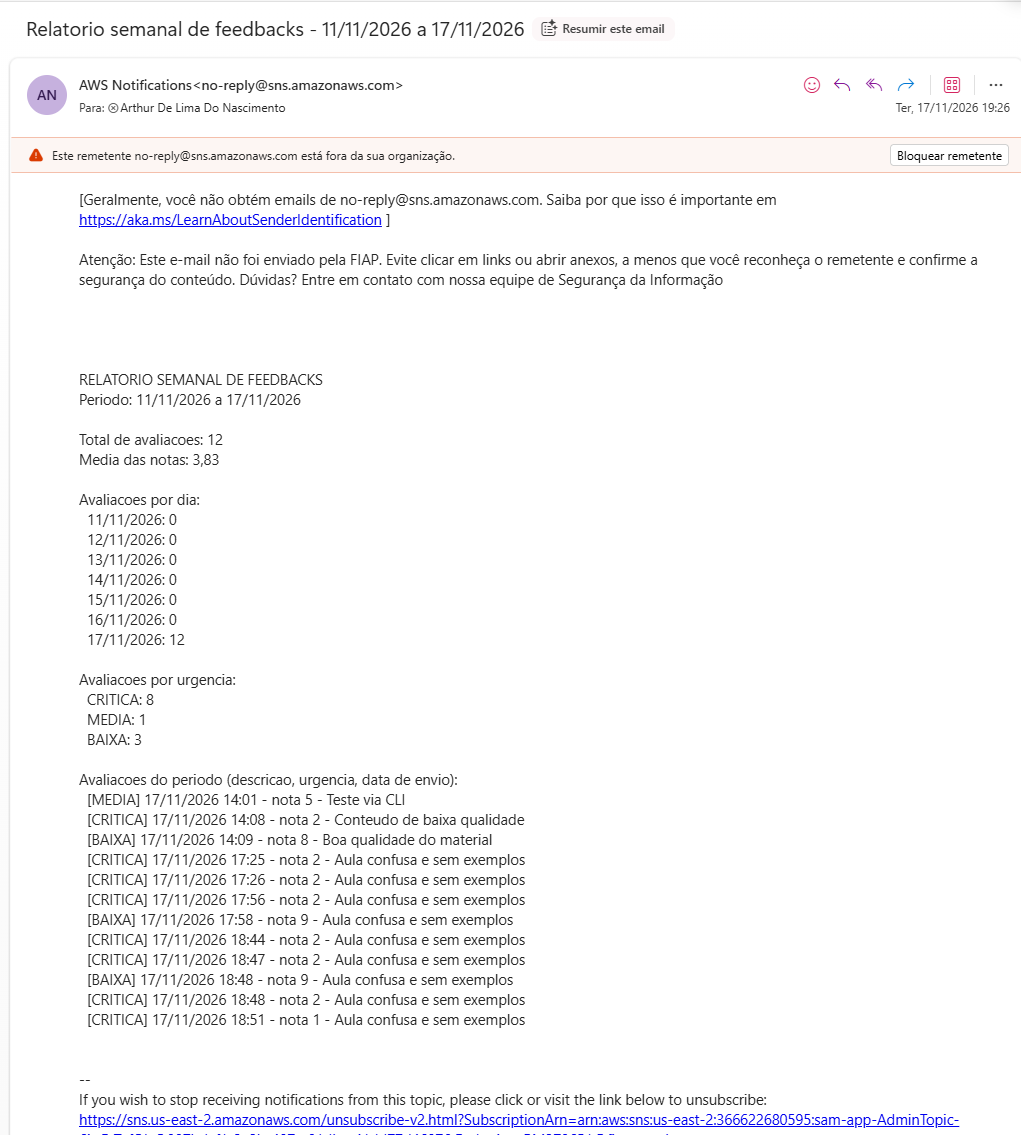 Relatorio semanal de feedbacks - 11/11/2026 a 17/11/2026 Resumir este email
AN
AWS Notifications<no-reply@sns.amazonaws.com>
Para: Arthur De Lima Do Nascimento
Ter, 17/11/2026 19:26
Este remetente no-reply@sns.amazonaws.com está fora da sua organização.
Bloquear remetente
[Geralmente, você não obtém emails de no-reply@sns.amazonaws.com. Saiba por que isso é importante em
https://aka.ms/LearnAboutSenderIdentification ]
Atenção: Este e-mail não foi enviado pela FIAP. Evite clicar em links ou abrir anexos, a menos que você reconheça o remetente e confirme a
segurança do conteúdo. Dúvidas? Entre em contato com nossa equipe de Segurança da Informação
RELATORIO SEMANAL DE FEEDBACKS
Periodo: 11/11/2026 a 17/11/2026
Total de avaliacoes: 12
Media das notas: 3,83
Avaliacoes por dia:
11/11/2026: 0
12/11/2026: 0
13/11/2026: 0
14/11/2026: 0
15/11/2026: 0
16/11/2026: 0
17/11/2026: 12
Avaliacoes por urgencia:
CRITICA: 8
MEDIA: 1
BAIXA: 3
Avaliacoes do periodo (descricao, urgencia, data de envio):
[MEDIA] 17/11/2026 14:01 - nota 5 - Teste via CLI
[CRITICA] 17/11/2026 14:08 - nota 2 - Conteudo de baixa qualidade
[BAIXA] 17/11/2026 14:09 - nota 8 - Boa qualidade do material
[CRITICA] 17/11/2026 17:25 - nota 2 - Aula confusa e sem exemplos
[CRITICA] 17/11/2026 17:26 - nota 2 - Aula confusa e sem exemplos
[CRITICA] 17/11/2026 17:56 - nota 2 - Aula confusa e sem exemplos
[BAIXA] 17/11/2026 17:58 - nota 9 - Aula confusa e sem exemplos
[CRITICA] 17/11/2026 18:44 - nota 2 - Aula confusa e sem exemplos
[CRITICA] 17/11/2026 18:47 - nota 2 - Aula confusa e sem exemplos
[BAIXA] 17/11/2026 18:48 - nota 9 - Aula confusa e sem exemplos
[CRITICA] 17/11/2026 18:48 - nota 2 - Aula confusa e sem exemplos
[CRITICA] 17/11/2026 18:51 - nota 1 - Aula confusa e sem exemplos
--
If you wish to stop receiving notifications from this topic, please click or visit the link below to unsubscribe:
https://sns.us-east-2.amazonaws.com/unsubscribe-v2.html?SubscriptionArn=arn:aws:sns:us-east-2:366622680595:sam-app-AdminTopic-